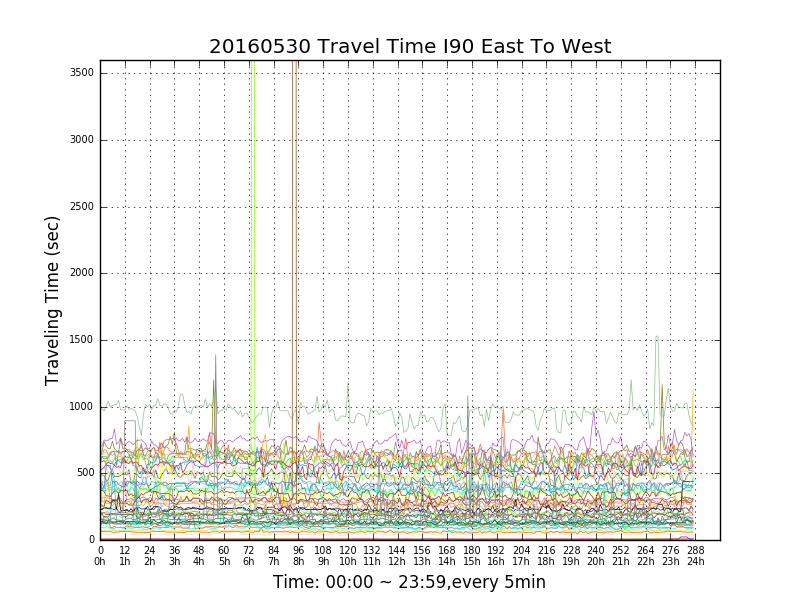 20160530 Travel Time I90 East To West
Traveling Time (sec)
3500
3000
2500
2000
1500
1000
500
0
0 12 24 36 48 60 72 84 96 108 120 132 144 156 168 180 192 204 216 228 240 252 264 276 288
0h 1h 2h 3h 4h 5h 6h 7h 8h 9h 10h 11h 12h 13h 14h 15h 16h 17h 18h 19h 20h 21h 22h 23h 24h
Time: 00:00 ~ 23:59,every 5min